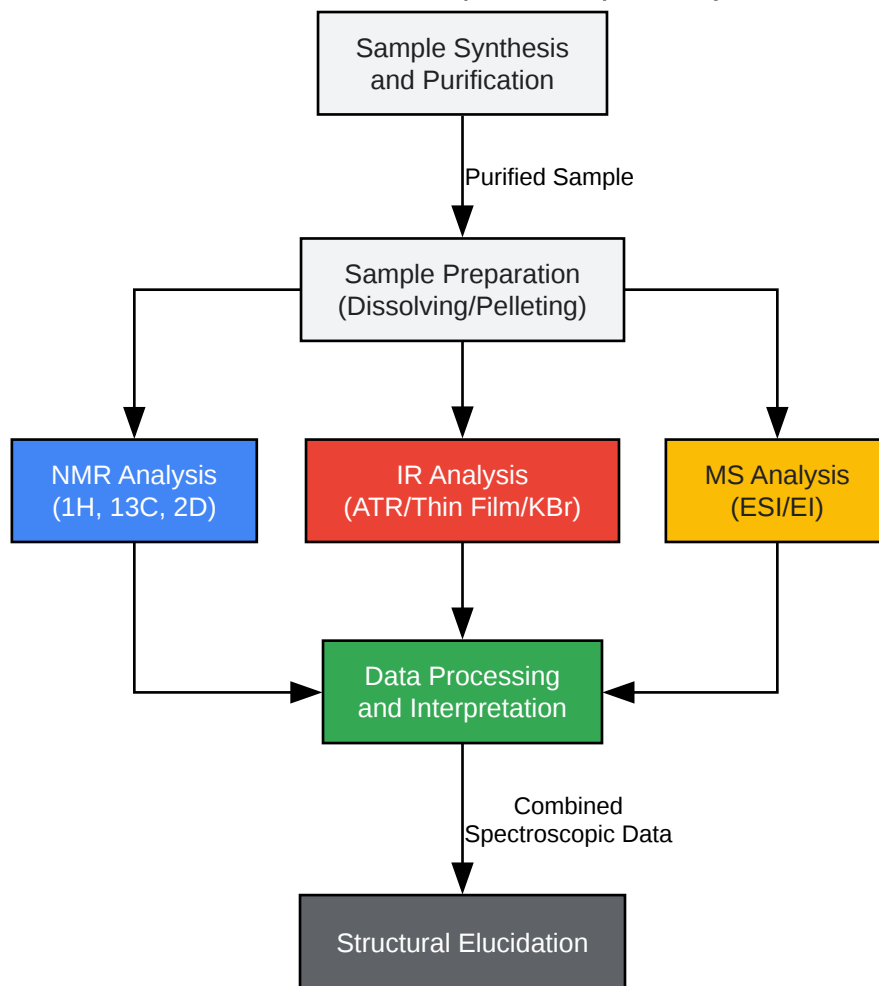 Sample Synthesis
and Purification
Purified Sample
Sample Preparation
(Dissolving/Pelleting)
NMR Analysis
(1H, 13C, 2D)
IR Analysis
(ATR/Thin Film/KBr)
MS Analysis
(ESI/EI)
Data Processing
and Interpretation
Combined
Spectroscopic Data
Structural Elucidation